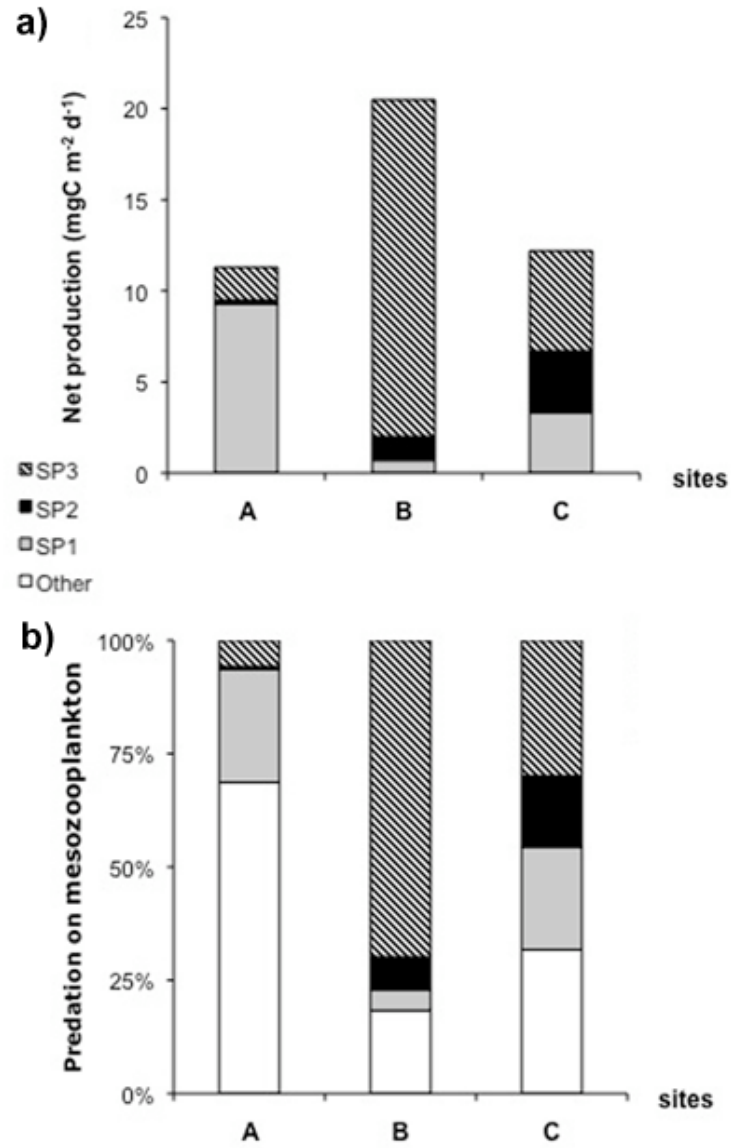 a)
Net production (mgC m-2 d-1)
25
20
15
10
5
0
A
B
C
sites
SP3
SP2
SP1
Other
b)
Predation on mesozooplankton
100%
75%
50%
25%
0%
A
B
C
sites